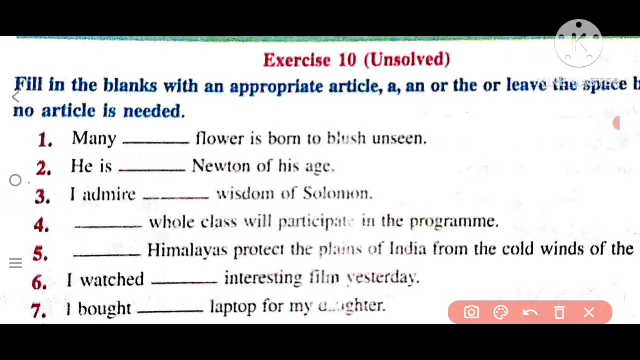 Exercise 10 (Unsolved)
Fill in the blanks with an appropriate article, a, an or the or leave the space b
no article is needed.
1. Many ______ flower is born to blush unseen.
2. He is ______ Newton of his age.
3. I admire ______ wisdom of Solomon.
4. ______ whole class will participate in the programme.
5. ______ Himalayas protect the plains of India from the cold winds of the
6. I watched ______ interesting film yesterday.
7. I bought ______ laptop for my daughter.
K